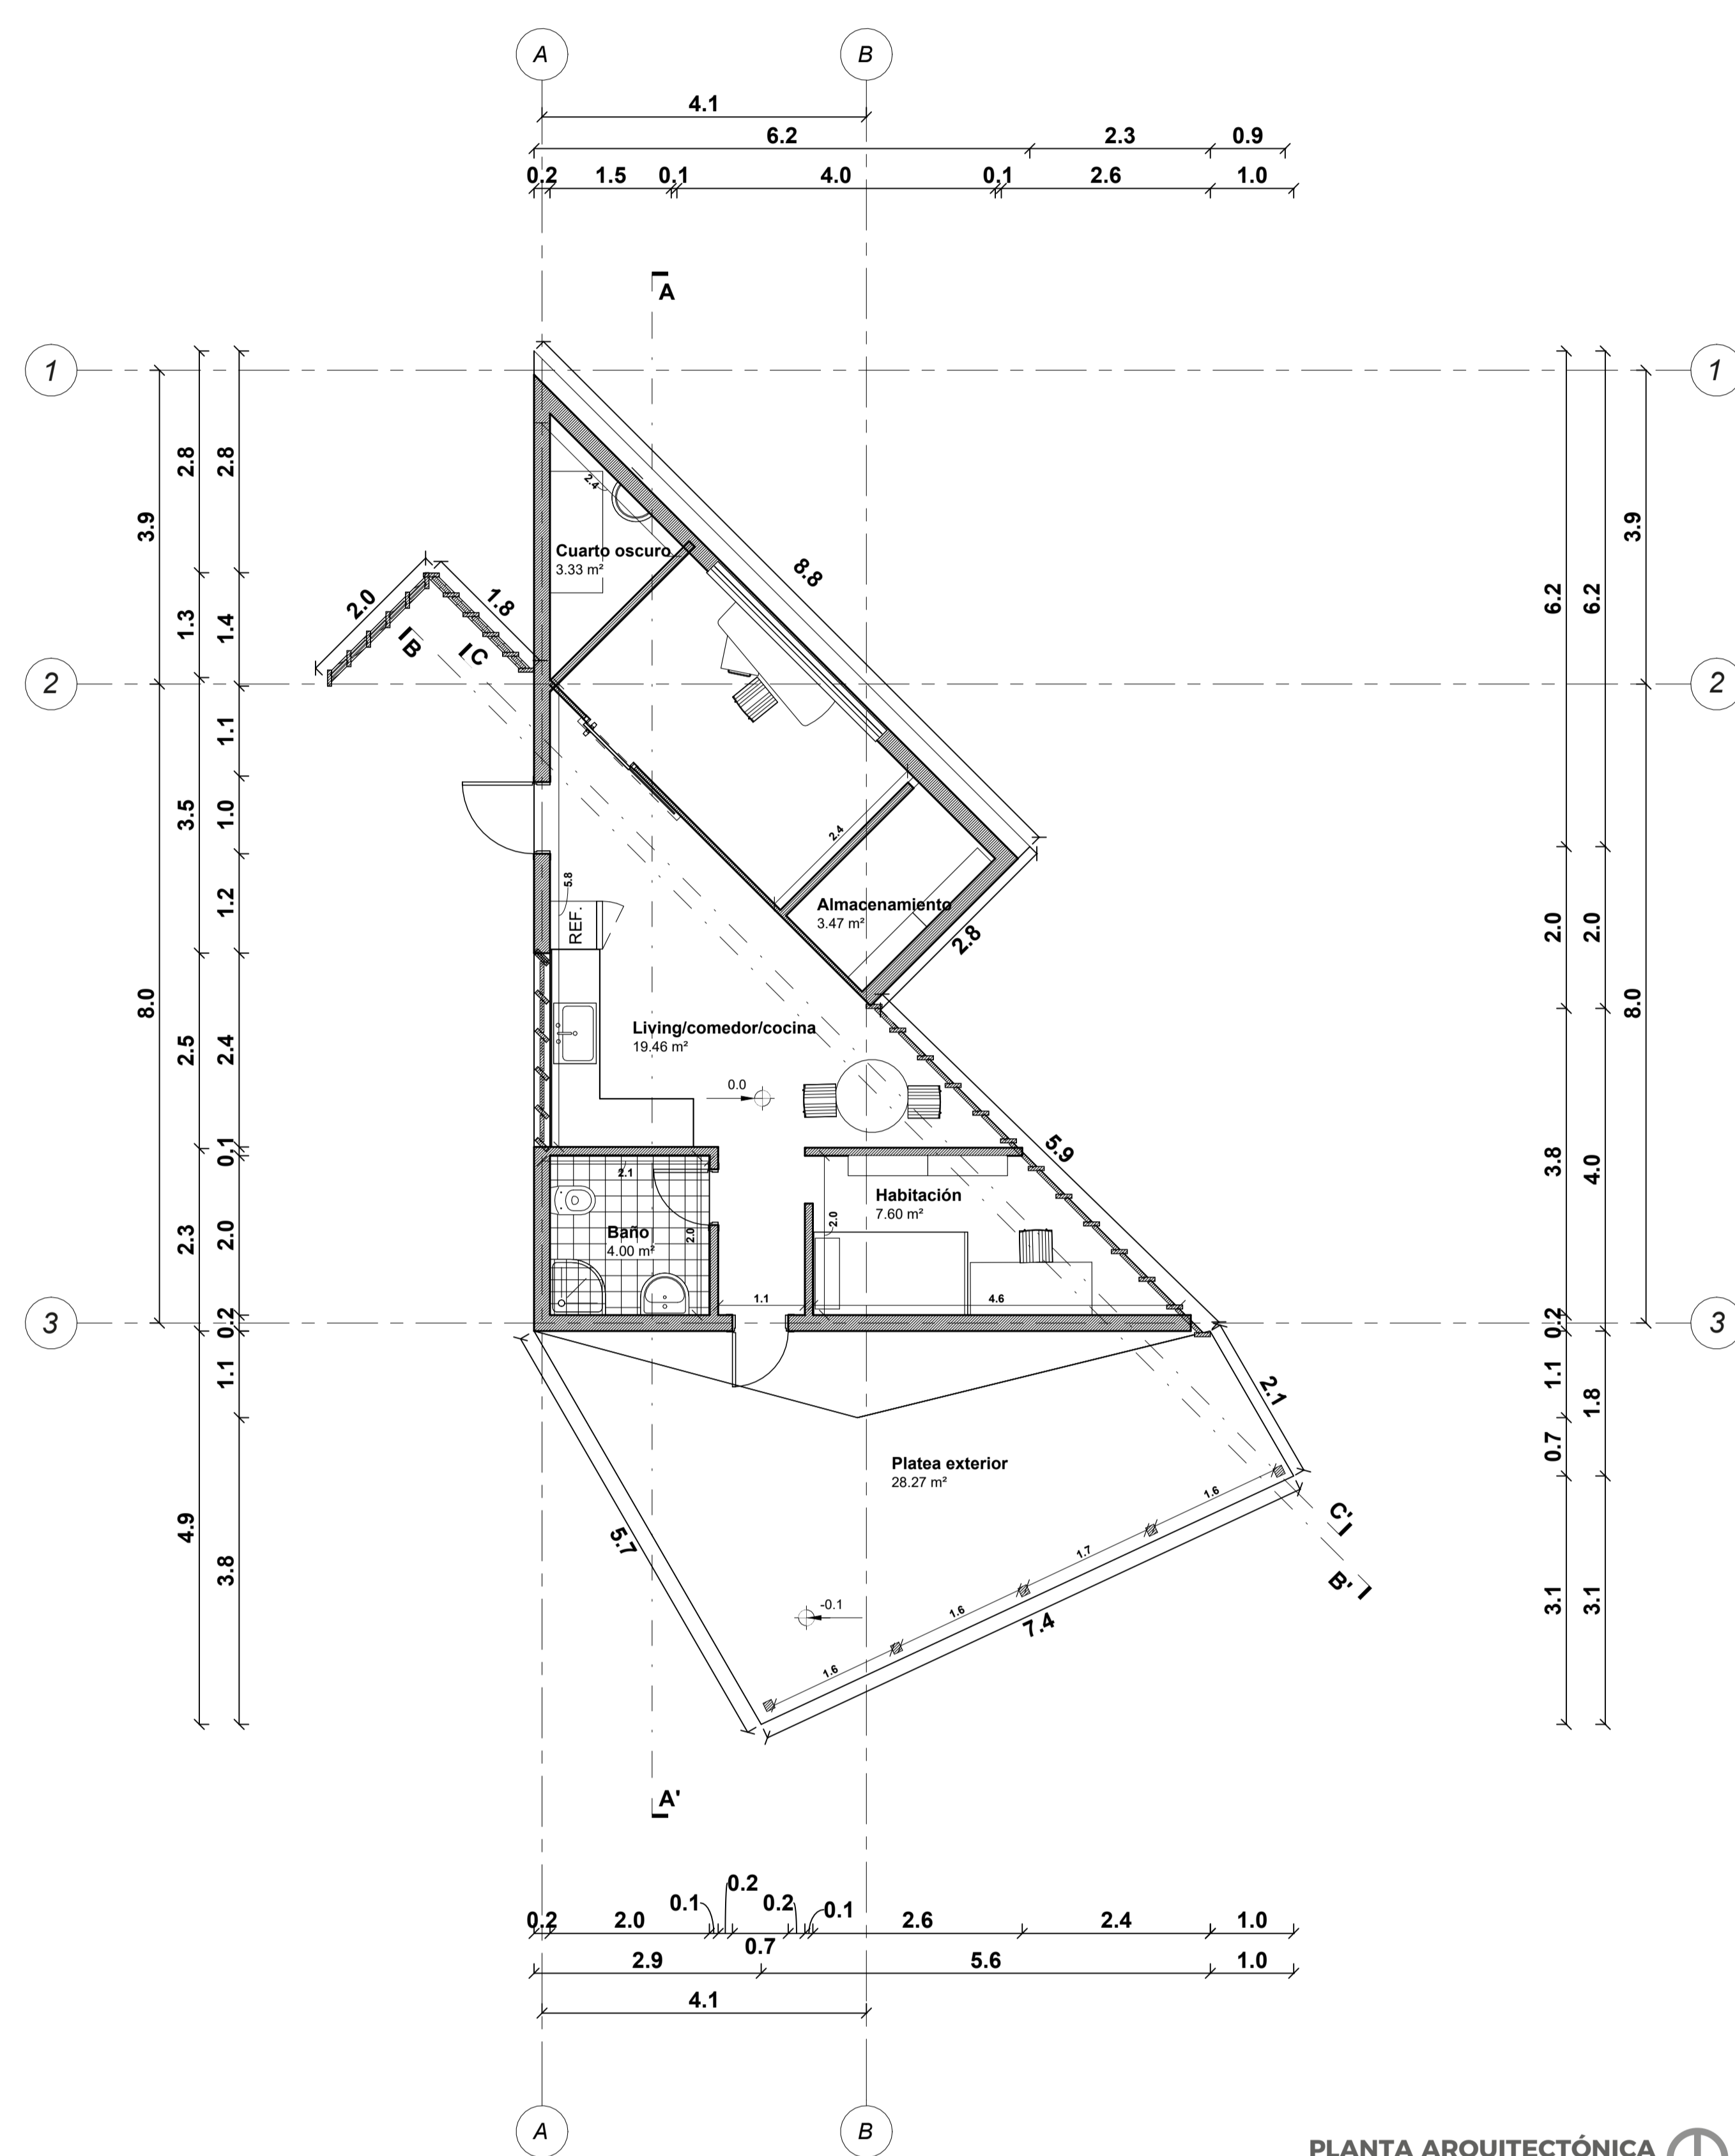 A B
4.1
6.2 2.3 0.9
0.2 1.5 0.1 4.0 0.1 2.6 1.0
A
1 1
2.8 2.8
3.9 3.9
2.4
Cuarto oscuro
3.33 m²
8.8
2.0 1.8
1.3 1.4
6.2 6.2
B C
2 2
1.1
3.5 1.0
2.4
1.2
5.8
REF.
Almacenamiento
3.47 m²
2.8
2.0 2.0
8.0 8.0
Living/comedor/cocina
19.46 m²
2.5 2.4
0.0
5.9
0.1
2.1
3.8 4.0
Habitación
7.60 m²
2.0
Baño
4.00 m²
2.0
2.3 2.0
1.1 4.6
3 3
0.2 0.2
1.1 1.1
2.1
1.8
0.7
Platea exterior
28.27 m²
1.6
C'
4.9
5.7
1.7
B'
3.8
-0.1
1.6
7.4
3.1 3.1
1.6
A'
0.2
0.1 0.2 0.1
0.2 2.0 2.6 2.4 1.0
0.7
2.9 5.6 1.0
4.1
A B
PLANTA ARQUITECTÓNICA